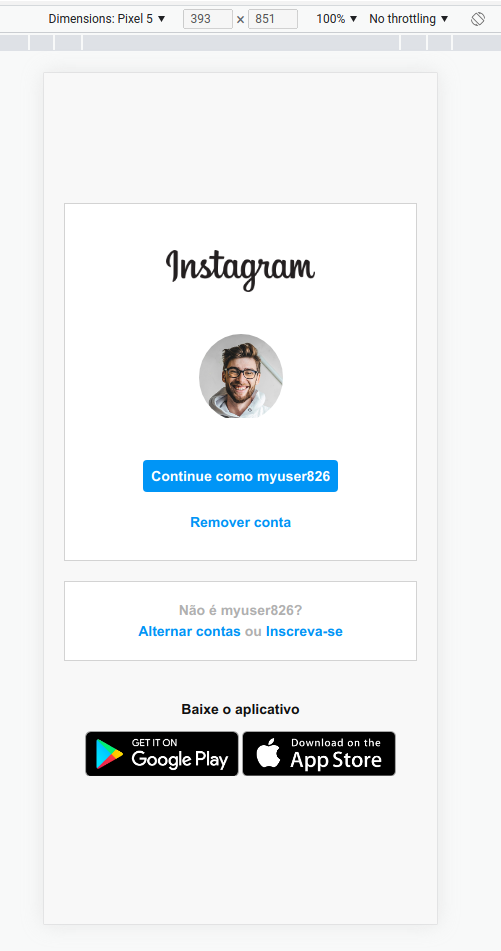 Dimensions: Pixel 5 ▼ 393 × 851 100% ▼ No throttling ▼
Instagram
Continue como myuser826
Remover conta
Não é myuser826?
Alternar contas ou Inscreva-se
Baixe o aplicativo
GET IT ON
Google Play
Download on the
App Store